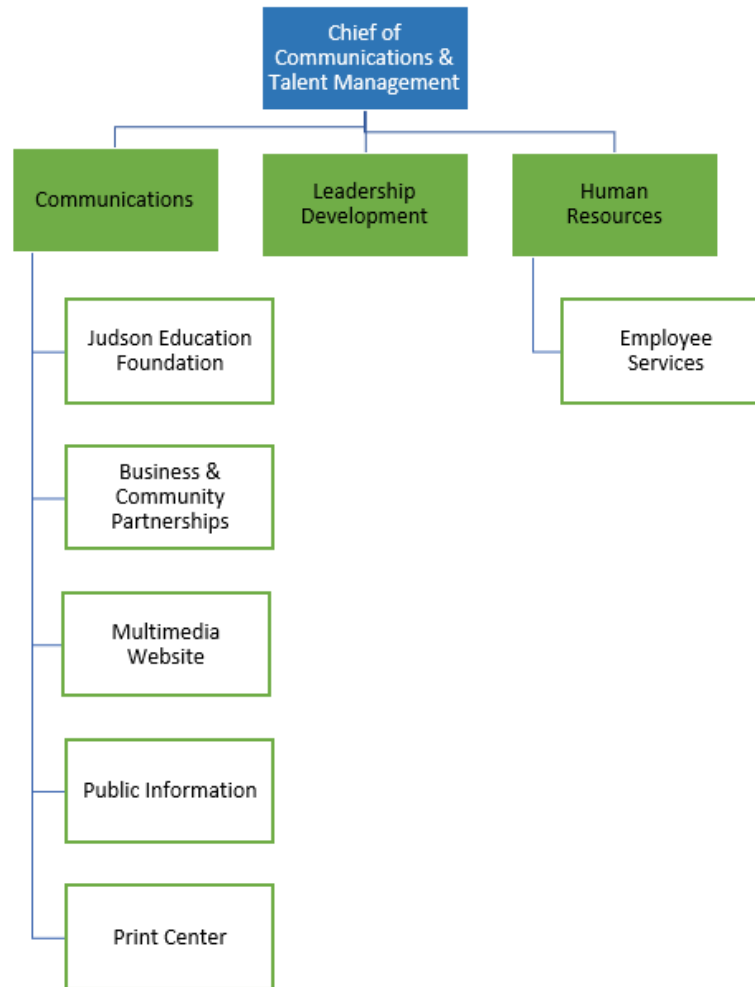 Chief of
Communications &
Talent Management
Communications
Leadership
Development
Human
Resources
Judson Education
Foundation
Employee
Services
Business &
Community
Partnerships
Multimedia
Website
Public Information
Print Center